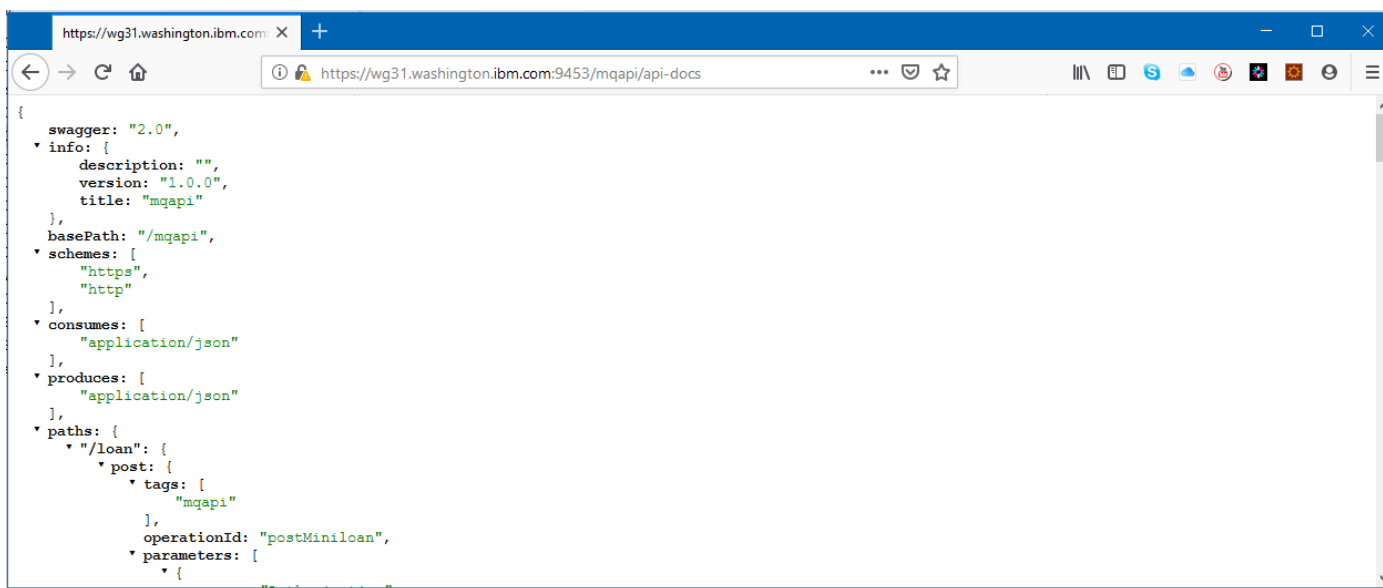 https://wg31.washington.ibm.com:
https://wg31.washington.ibm.com:9453/mqapi/api-docs
{
swagger: "2.0",
info: {
description: "",
version: "1.0.0",
title: "mqapi"
},
basePath: "/mqapi",
schemes: [
"https",
"http"
],
consumes: [
"application/json"
],
produces: [
"application/json"
],
paths: {
"/loan": {
post: {
tags: [
"mqapi"
],
operationId: "postMiniloan",
parameters: [
{